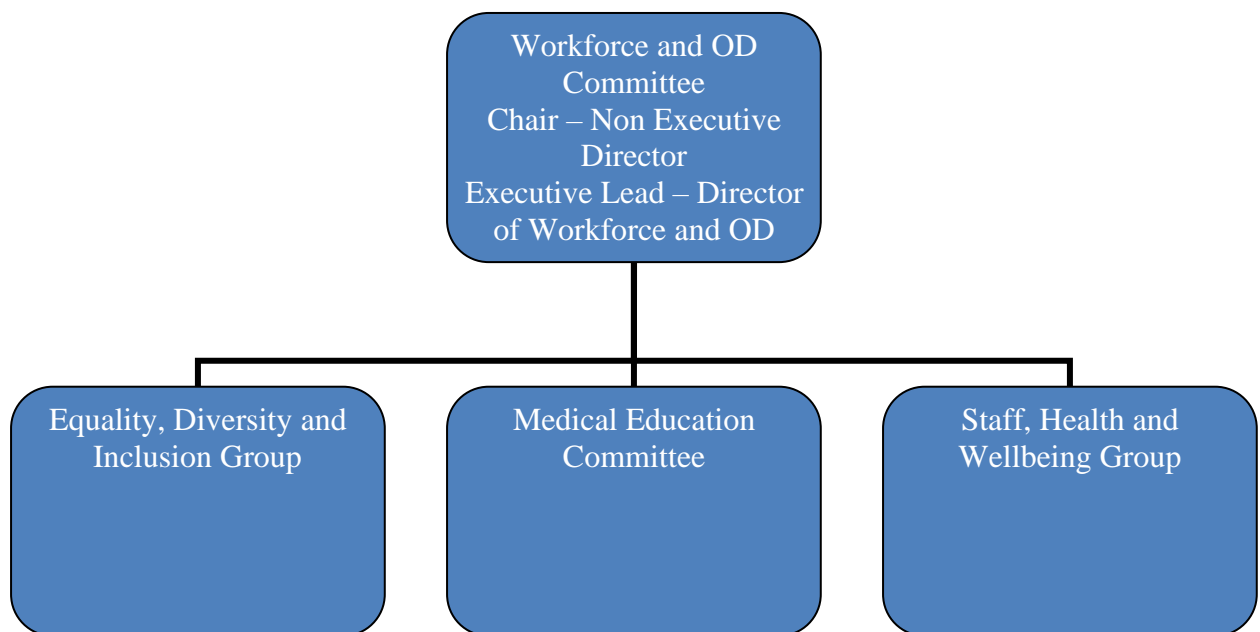 Workforce and OD
Committee
Chair – Non Executive
Director
Executive Lead – Director
of Workforce and OD
Equality, Diversity and
Inclusion Group
Medical Education
Committee
Staff, Health and
Wellbeing Group